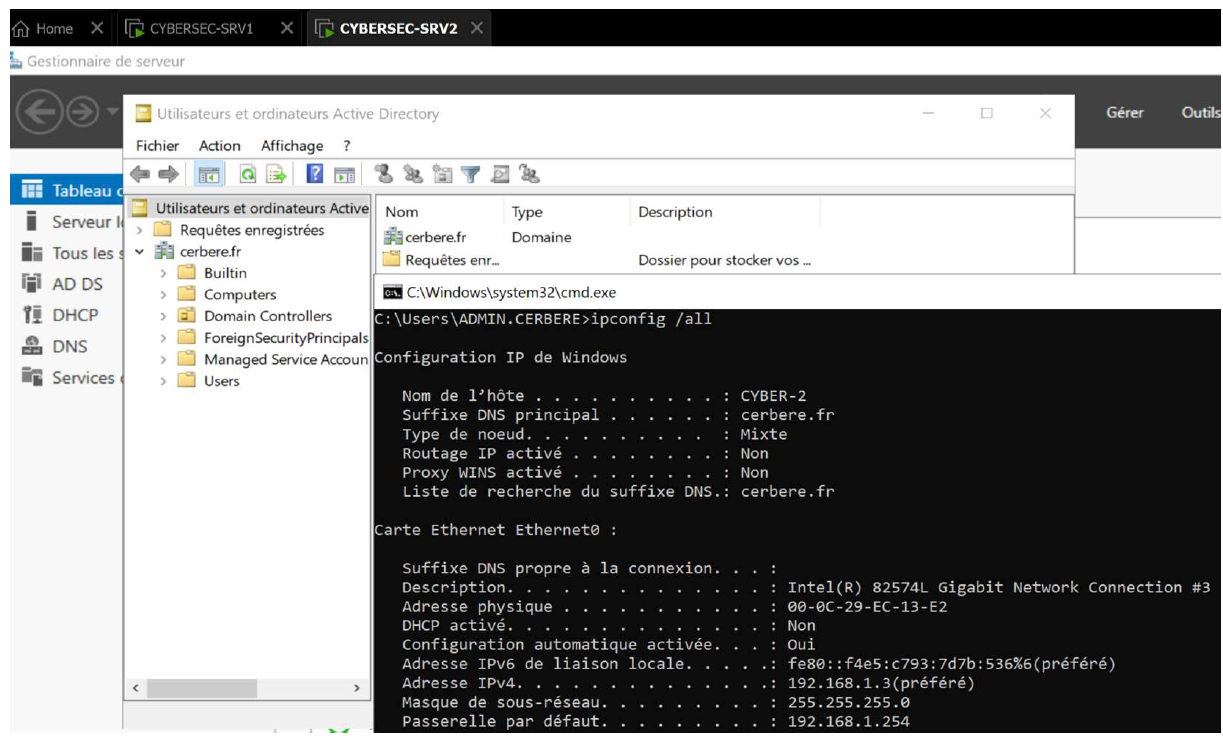 Home CYBERSEC-SRV1 CYBERSEC-SRV2
Gestionnaire de serveur
Utilisateurs et ordinateurs Active Directory
Gérer Outils
Fichier Action Affichage ?
Tableau d
Serveur l
Tous les s
AD DS
DHCP
DNS
Services
Utilisateurs et ordinateurs Active
Requêtes enregistrées
cerbere.fr
Builtin
Computers
Domain Controllers
ForeignSecurityPrincipals
Managed Service Accoun
Users
Nom Type Description
cerbere.fr Domaine
Requêtes enr... Dossier pour stocker vos ...
C:\Windows\system32\cmd.exe
C:\Users\ADMIN.CERBERE>ipconfig /all
Configuration IP de Windows
Nom de l’hôte . . . . . . . . . . : CYBER-2
Suffixe DNS principal . . . . . . : cerbere.fr
Type de noeud. . . . . . . . . . : Mixte
Routage IP activé . . . . . . . . : Non
Proxy WINS activé . . . . . . . . : Non
Liste de recherche du suffixe DNS.: cerbere.fr
Carte Ethernet Ethernet0 :
Suffixe DNS propre à la connexion. . . :
Description. . . . . . . . . . . . . . : Intel(R) 82574L Gigabit Network Connection #3
Adresse physique . . . . . . . . . . . : 00-0C-29-EC-13-E2
DHCP activé. . . . . . . . . . . . . . : Non
Configuration automatique activée. . . : Oui
Adresse IPv6 de liaison locale. . . . .: fe80::f4e5:c793:7d7b:536%6(préféré)
Adresse IPv4. . . . . . . . . . . . . .: 192.168.1.3(préféré)
Masque de sous-réseau. . . . . . . . . : 255.255.255.0
Passerelle par défaut. . . . . . . . . : 192.168.1.254